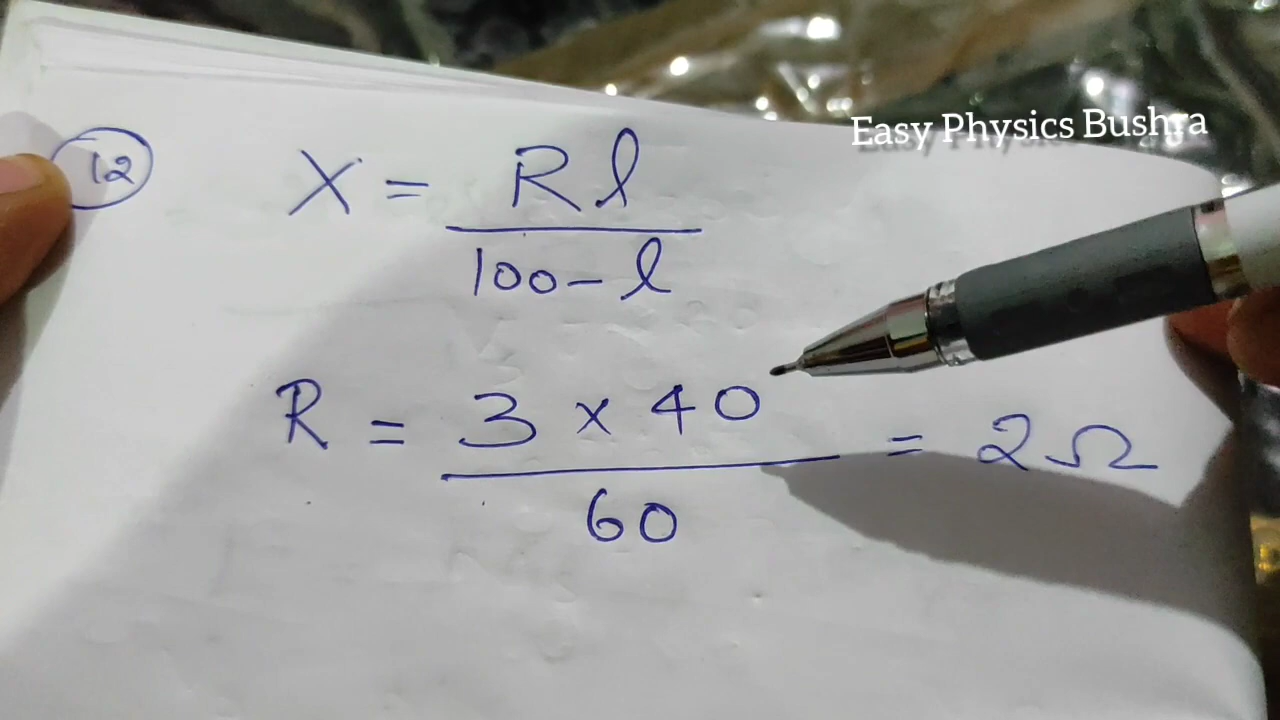 Easy Physics Bushra
12 X = Rl / 100 - l
R = 3 × 40 / 60 = 2Ω